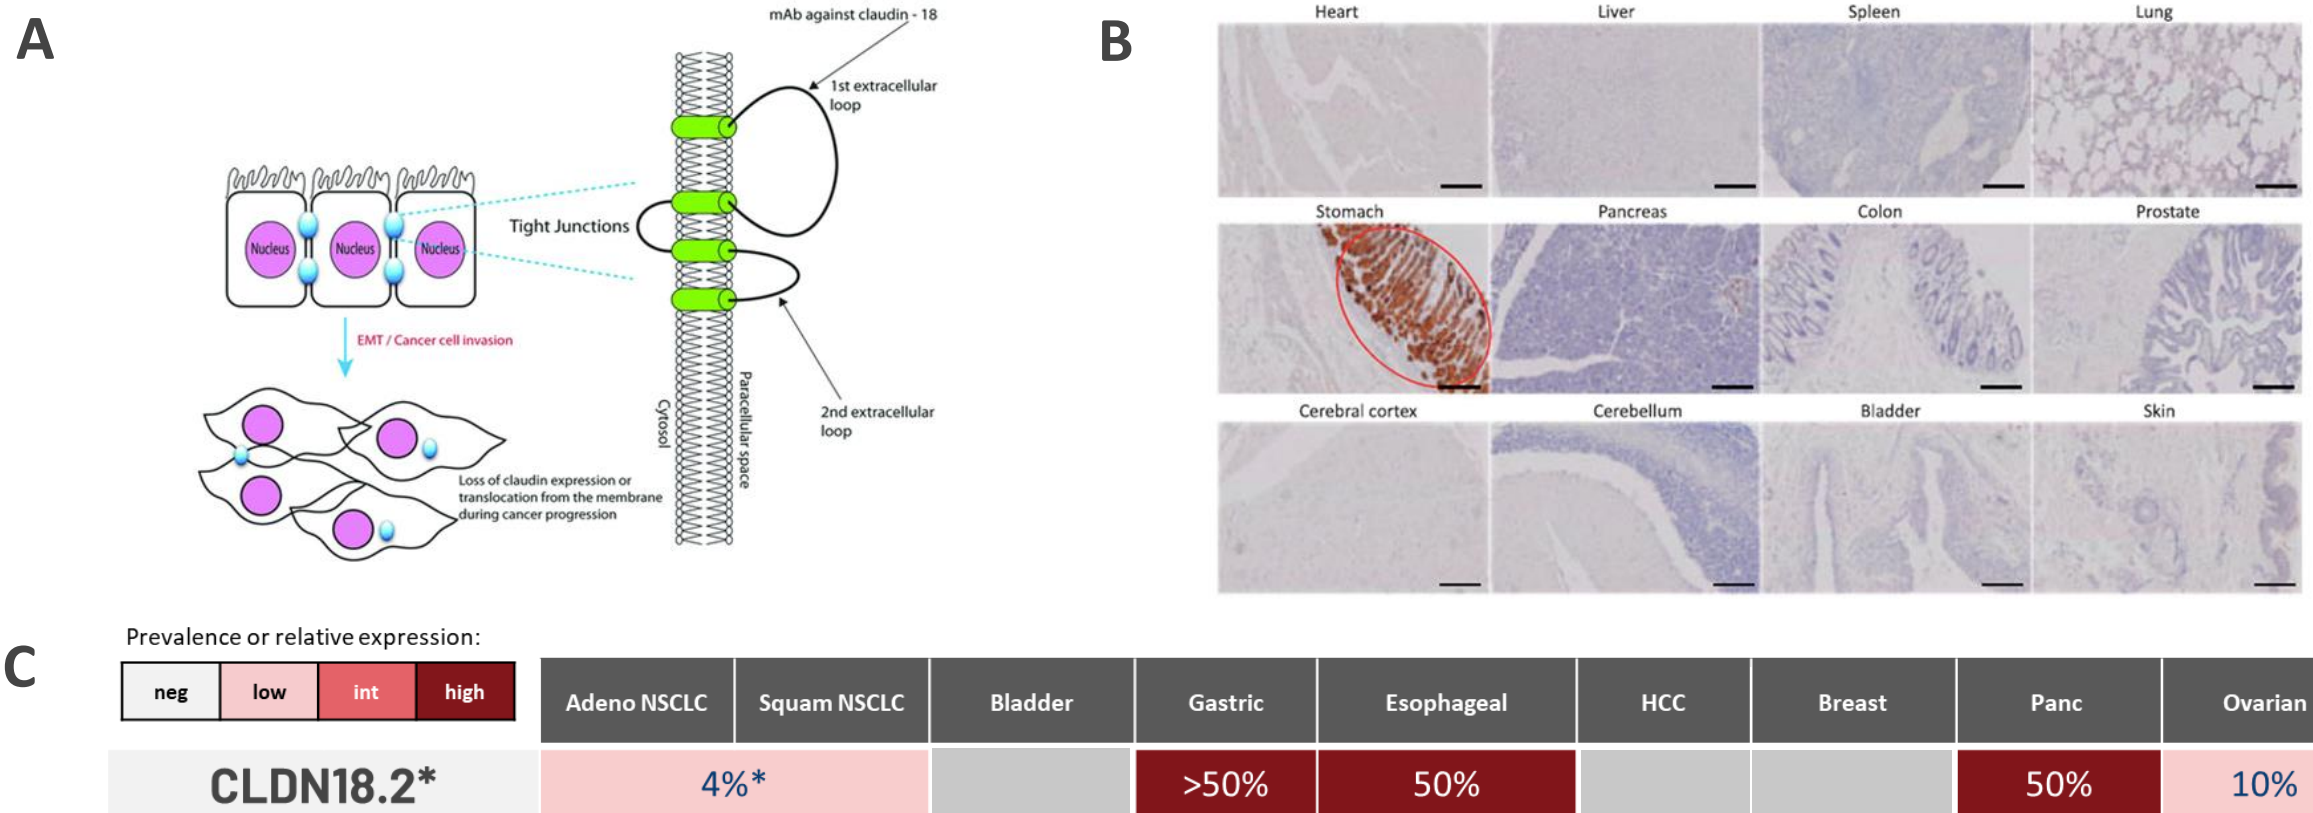 A
mAb against claudin - 18
1st extracellular
loop
Tight Junctions
Nucleus
Nucleus
Nucleus
EMT / Cancer cell invasion
Paracellular space
Cytosol
2nd extracellular
loop
Loss of claudin expression or
translocation from the membrane
during cancer progression
B
Heart Liver Spleen Lung
Stomach Pancreas Colon Prostate
Cerebral cortex Cerebellum Bladder Skin
C
Prevalence or relative expression:
neg low int high
Adeno NSCLC Squam NSCLC Bladder Gastric Esophageal HCC Breast Panc Ovarian
CLDN18.2* 4%* >50% 50% 50% 10%